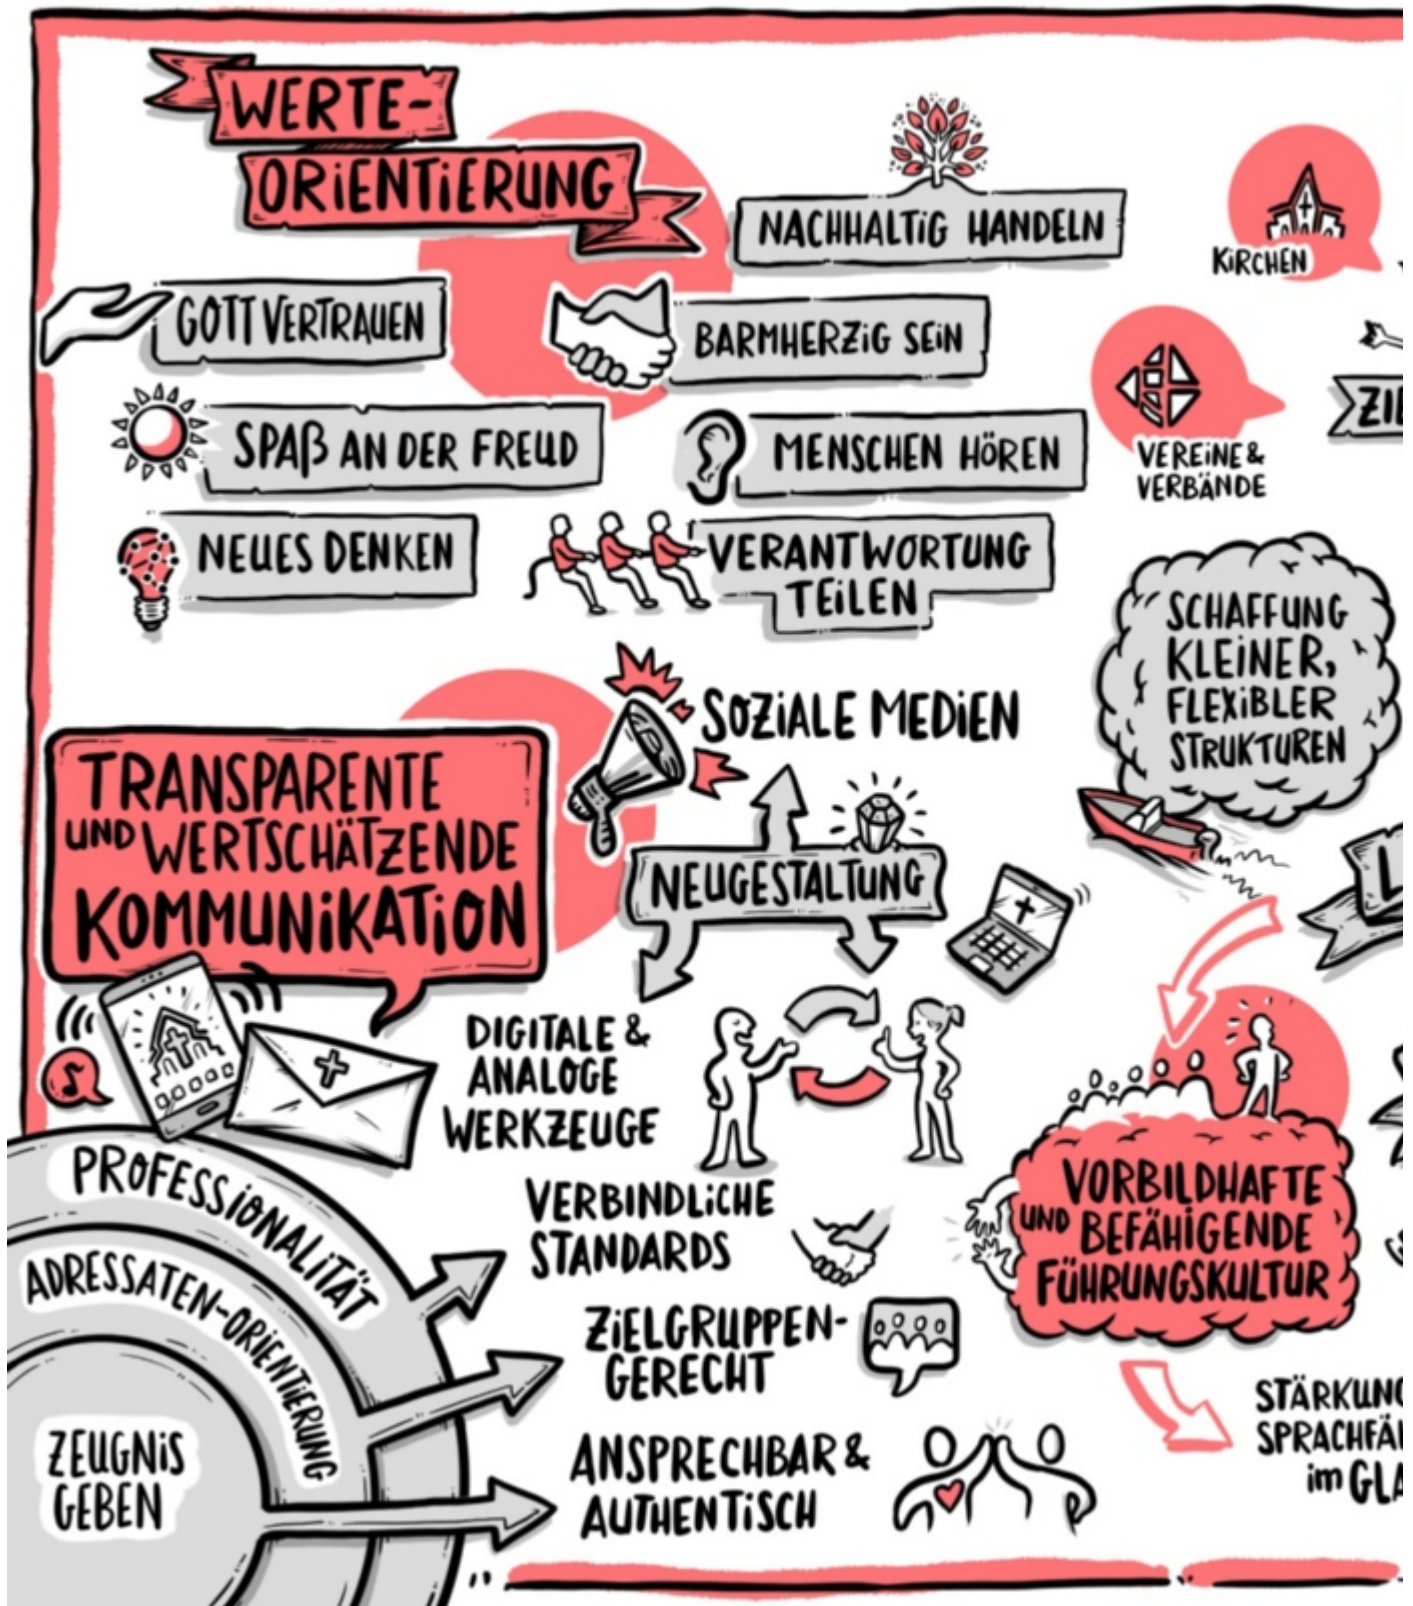 WERTE-
ORIENTIERUNG
NACHHALTIG HANDELN
GOTT VERTRAUEN
BARMHERZIG SEIN
SPAß AN DER FREUD
MENSCHEN HÖREN
NEUES DENKEN
VERANTWORTUNG
TEILEN
KIRCHEN
VEREINE &
VERBÄNDE
SCHAFFUNG
KLEINER,
FLEXIBLER
STRUKTUREN
TRANSPARENTE
UND WERTSCHÄTZENDE
KOMMUNIKATION
SOZIALE MEDIEN
NEUGESTALTUNG
DIGITALE &
ANALOGE
WERKZEUGE
VERBINDLICHE
STANDARDS
ZIELGRUPPEN-
GERECHT
ANSPRECHBAR &
AUTHENTISCH
PROFESSIONALITÄT
ADRESSATEN-ORIENTIERUNG
ZEUGNIS
GEBEN
VORBILDHAFTE
UND BEFÄHIGENDE
FÜHRUNGSKULTUR
im